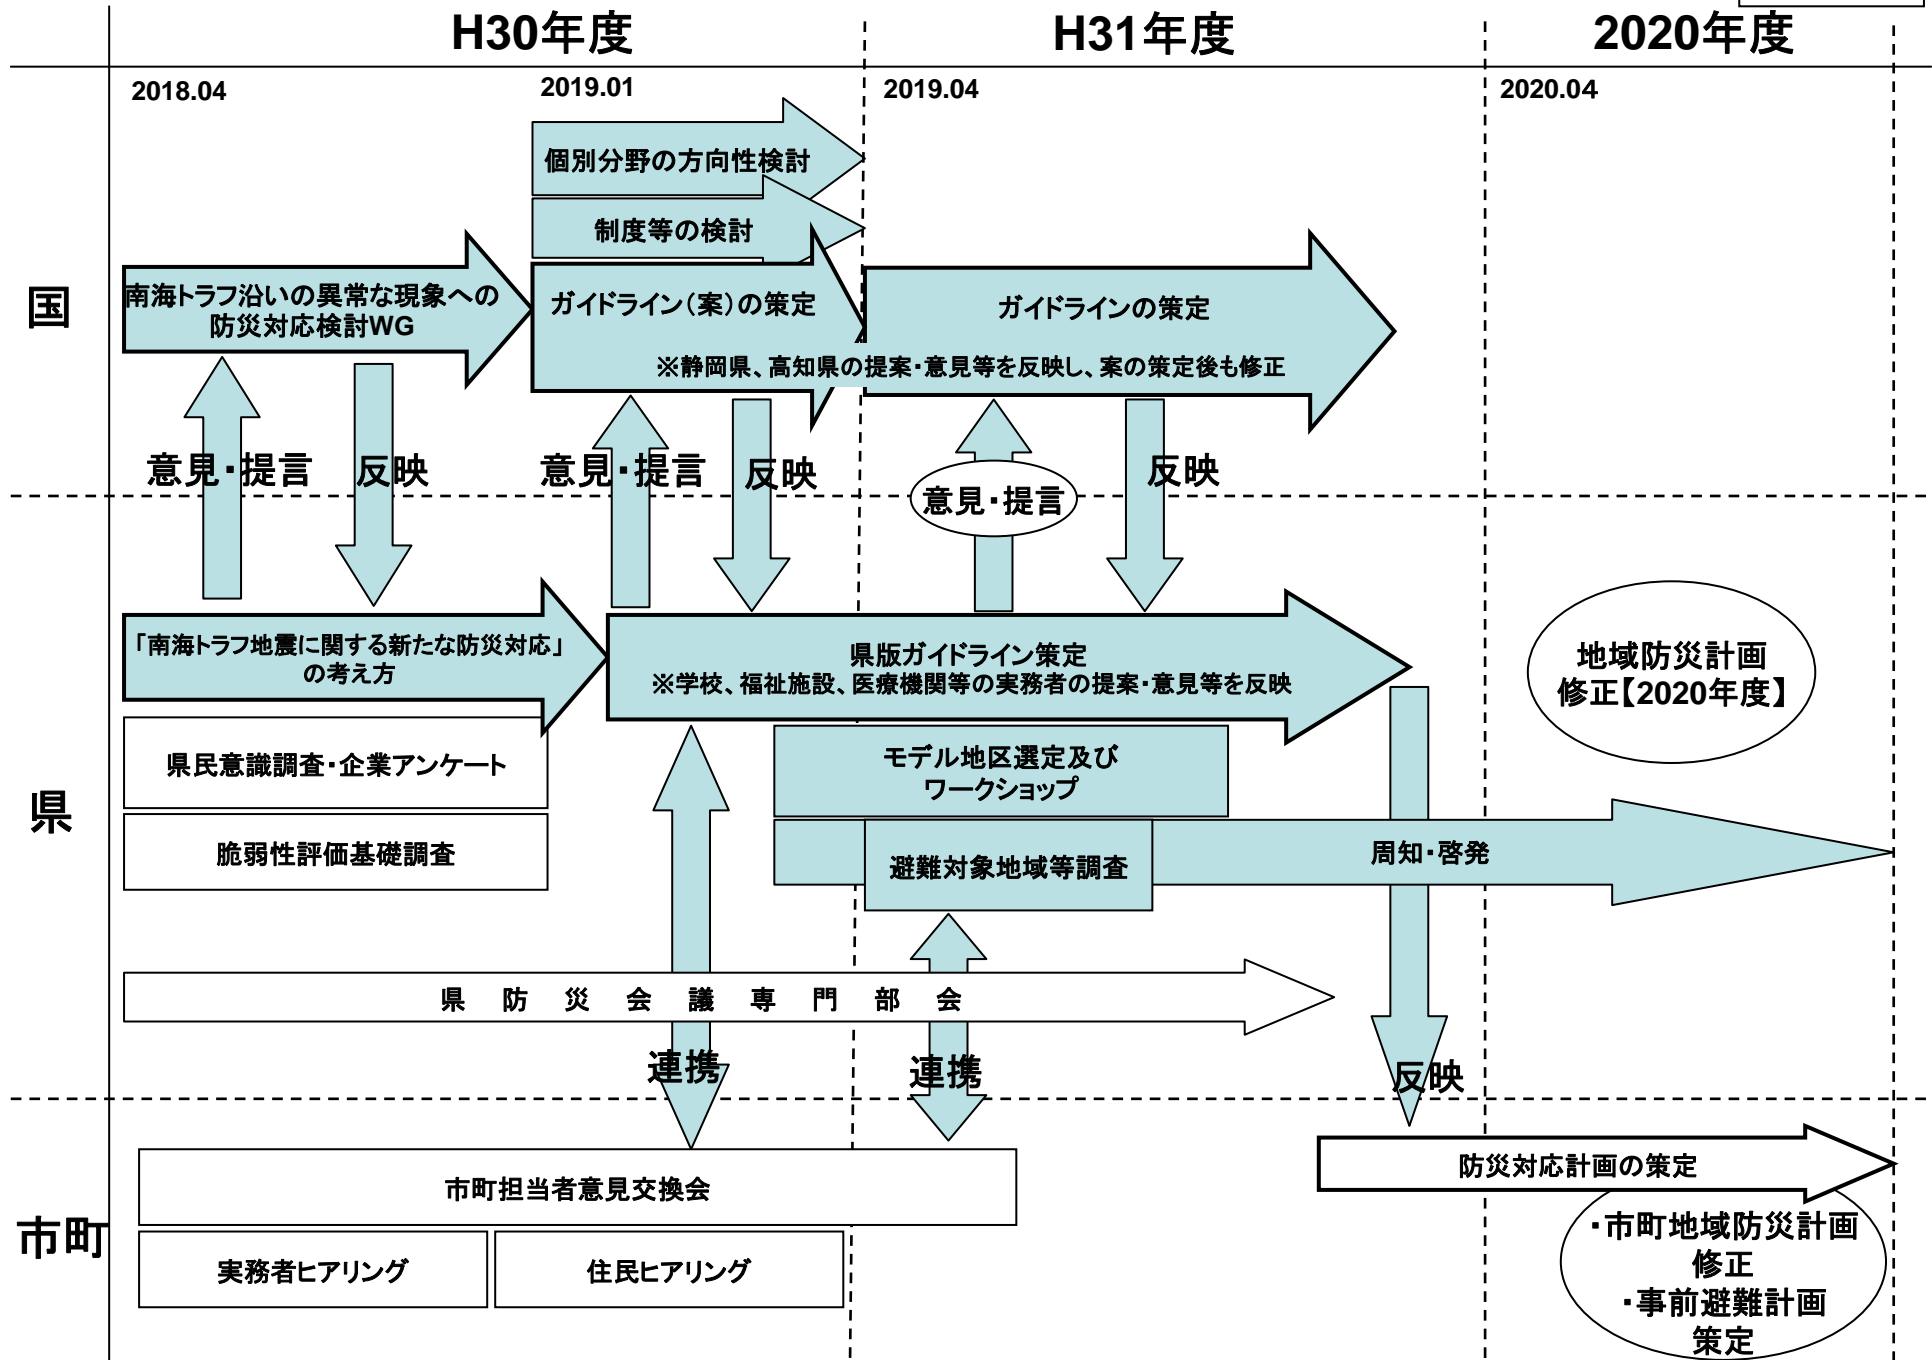 H30年度
H31年度
2020年度
2018.04
2019.01
2019.04
2020.04
国
個別分野の方向性検討
制度等の検討
南海トラフ沿いの異常な現象への
防災対応検討WG
ガイドライン（案）の策定
ガイドラインの策定
※静岡県、高知県の提案・意見等を反映し、案の策定後も修正
意見・提言
反映
意見・提言
反映
意見・提言
反映
県
「南海トラフ地震に関する新たな防災対応」
の考え方
県版ガイドライン策定
※学校、福祉施設、医療機関等の実務者の提案・意見等を反映
地域防災計画
修正【2020年度】
県民意識調査・企業アンケート
モデル地区選定及び
ワークショップ
脆弱性評価基礎調査
避難対象地域等調査
周知・啓発
県防災会議専門部会
連携
連携
反映
市町
防災対応計画の策定
市町担当者意見交換会
実務者ヒアリング
住民ヒアリング
・市町地域防災計画
修正
・事前避難計画
策定